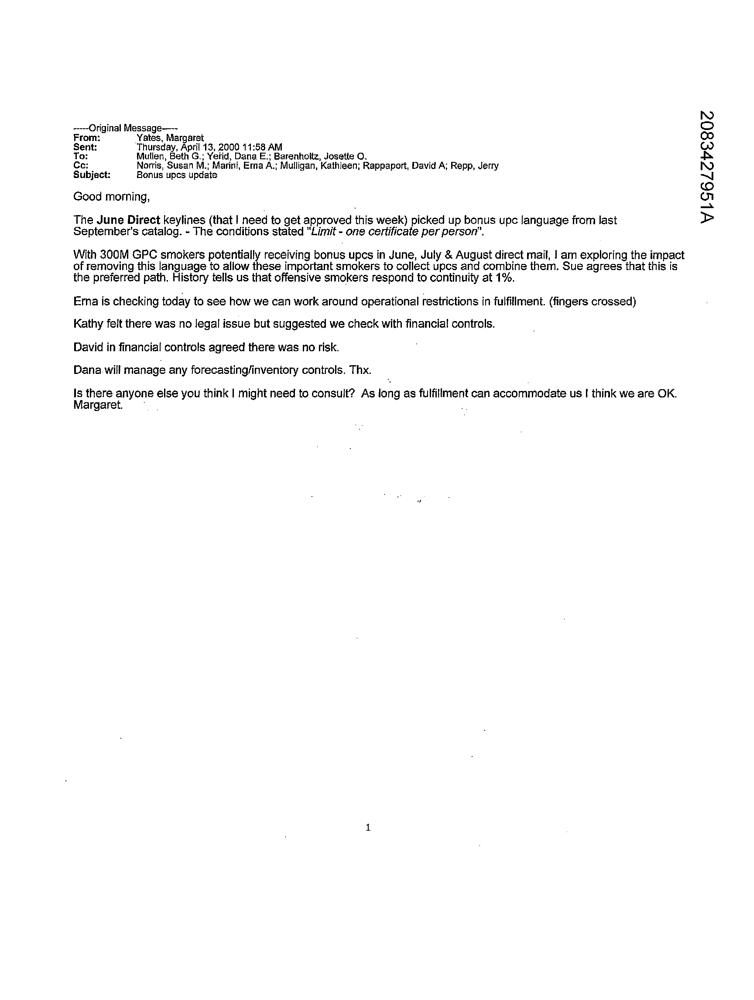 -----Original Message-----
From: Yates, Margaret
Sent: Thursday, April 13, 2000 11:58 AM
To: Mullen, Beth G.; Yerid, Dana E.; Barenholtz, Josette O.
Cc: Norris, Susan M.; Marini, Erna A.; Mulligan, Kathleen; Rappaport, David A; Repp, Jerry
Subject: Bonus upcs update
Good morning,
The June Direct keylines (that I need to get approved this week) picked up bonus upc language from last
September's catalog. - The conditions stated "Limit - one certificate per person".
With 300M GPC smokers potentially receiving bonus upcs in June, July & August direct mail, I am exploring the impact
of removing this language to allow these important smokers to collect upcs and combine them. Sue agrees that this is
the preferred path. History tells us that offensive smokers respond to continuity at 1%.
Erna is checking today to see how we can work around operational restrictions in fulfillment. (fingers crossed)
Kathy felt there was no legal issue but suggested we check with financial controls.
David in financial controls agreed there was no risk.
Dana will manage any forecasting/inventory controls. Thx.
Is there anyone else you think I might need to consult? As long as fulfillment can accommodate us I think we are OK.
Margaret.
1
2083427951A